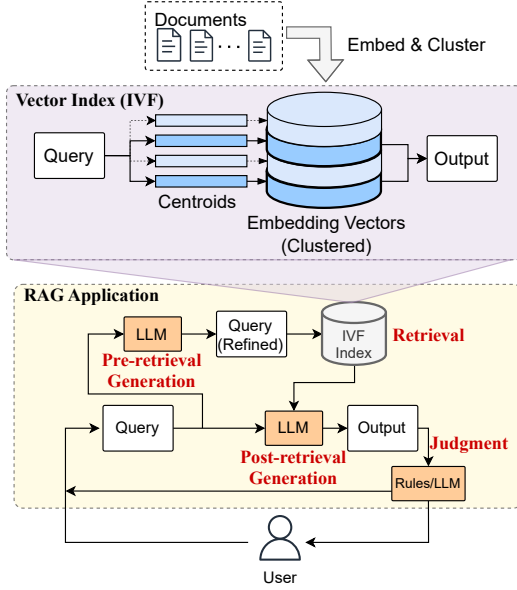 Documents
...
Embed & Cluster
Vector Index (IVF)
Query
Centroids
Embedding Vectors
(Clustered)
Output
RAG Application
LLM
Query
(Refined)
IVF
Index
Retrieval
Pre-retrieval
Generation
Query
LLM
Output
Judgment
Post-retrieval
Generation
Rules/LLM
User